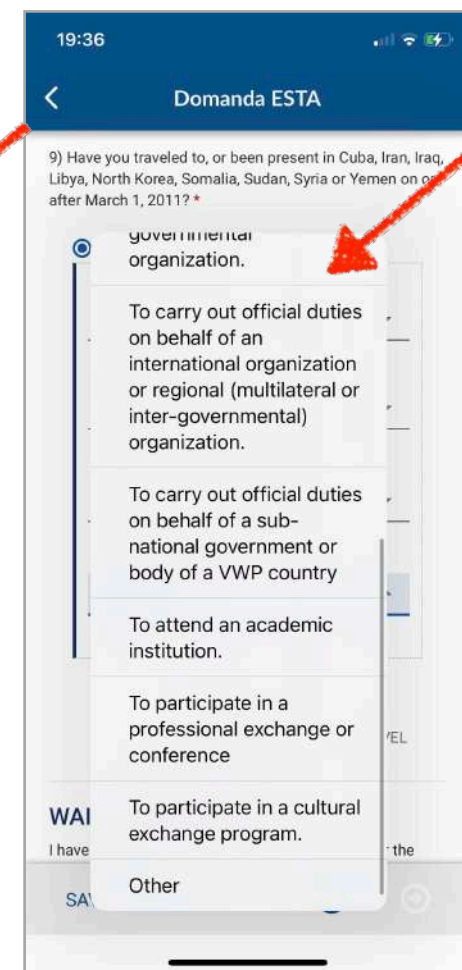 19:36
Domanda ESTA
9) Have you traveled to, or been present in Cuba, Iran, Iraq,
Libya, North Korea, Somalia, Sudan, Syria or Yemen on or
after March 1, 2011? *
governmental
organization.
To carry out official duties
on behalf of an
international organization
or regional (multilateral or
inter-governmental)
organization.
To carry out official duties
on behalf of a sub-
national government or
body of a VWP country
To attend an academic
institution.
To participate in a
professional exchange or
conference
To participate in a cultural
exchange program.
Other
I have
the